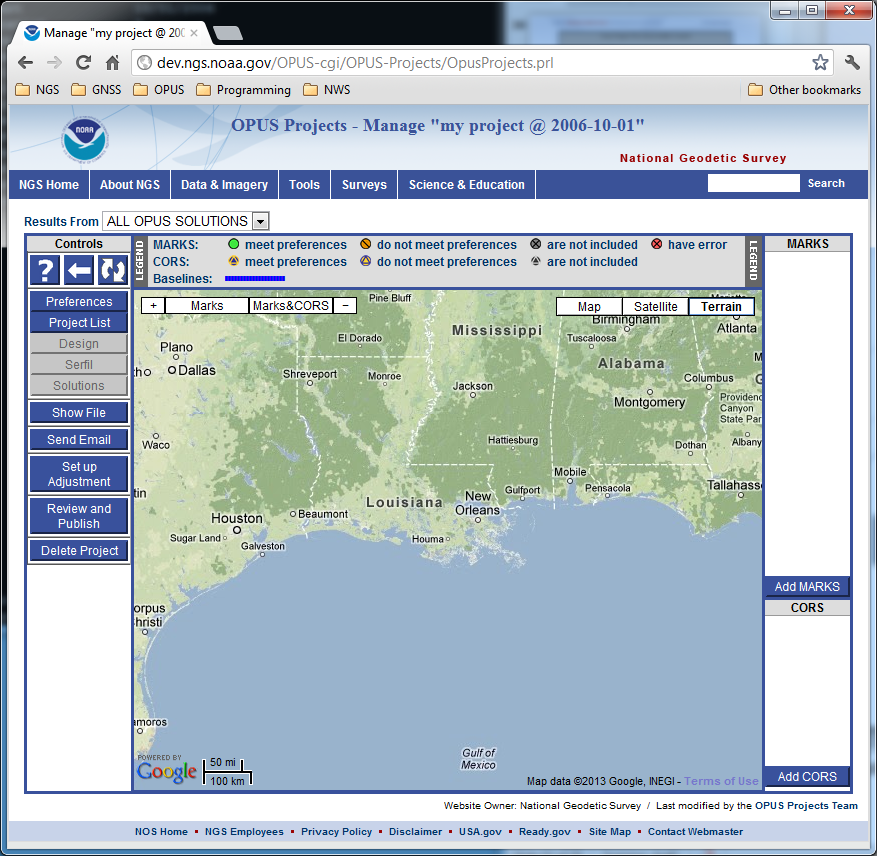 Manage "my project @ 200
dev.ngs.noaa.gov/OPUS-cgi/OPUS-Projects/OpusProjects.prl
NGS GNSS OPUS Programming NWS Other bookmarks
NOAA
OPUS Projects - Manage "my project @ 2006-10-01"
National Geodetic Survey
NGS Home About NGS Data & Imagery Tools Surveys Science & Education Search
Results From ALL OPUS SOLUTIONS
Controls
?
Preferences
Project List
Design
Serfil
Solutions
Show File
Send Email
Set up
Adjustment
Review and
Publish
Delete Project
LEGEND
MARKS: meet preferences do not meet preferences are not included have error
CORS: meet preferences do not meet preferences are not included
Baselines:
LEGEND
+ Marks Marks&CORS −
Map Satellite Terrain
Pine Bluff
Mississippi
Birmingham
Atlanta
El Dorado
Tuscaloosa
Plano
Dallas
Alabama
Shreveport
Monroe
Jackson
Columbus
Montgomery
Providenc
Canyon
State Par
Waco
Hattiesburg
Dothan
Albany
Mobile
Pensacola
Tallahass
tin
Louisiana
New
Orleans
Gulfport
Houston
Beaumont
Sugar Land
Galveston
Houma
orpus
Christi
amoros
Gulf of
Mexico
POWERED BY
Google
50 mi
100 km
Map data ©2013 Google, INEGI - Terms of Use
MARKS
Add MARKS
CORS
Add CORS
Website Owner: National Geodetic Survey / Last modified by the OPUS Projects Team
NOS Home • NGS Employees • Privacy Policy • Disclaimer • USA.gov • Ready.gov • Site Map • Contact Webmaster